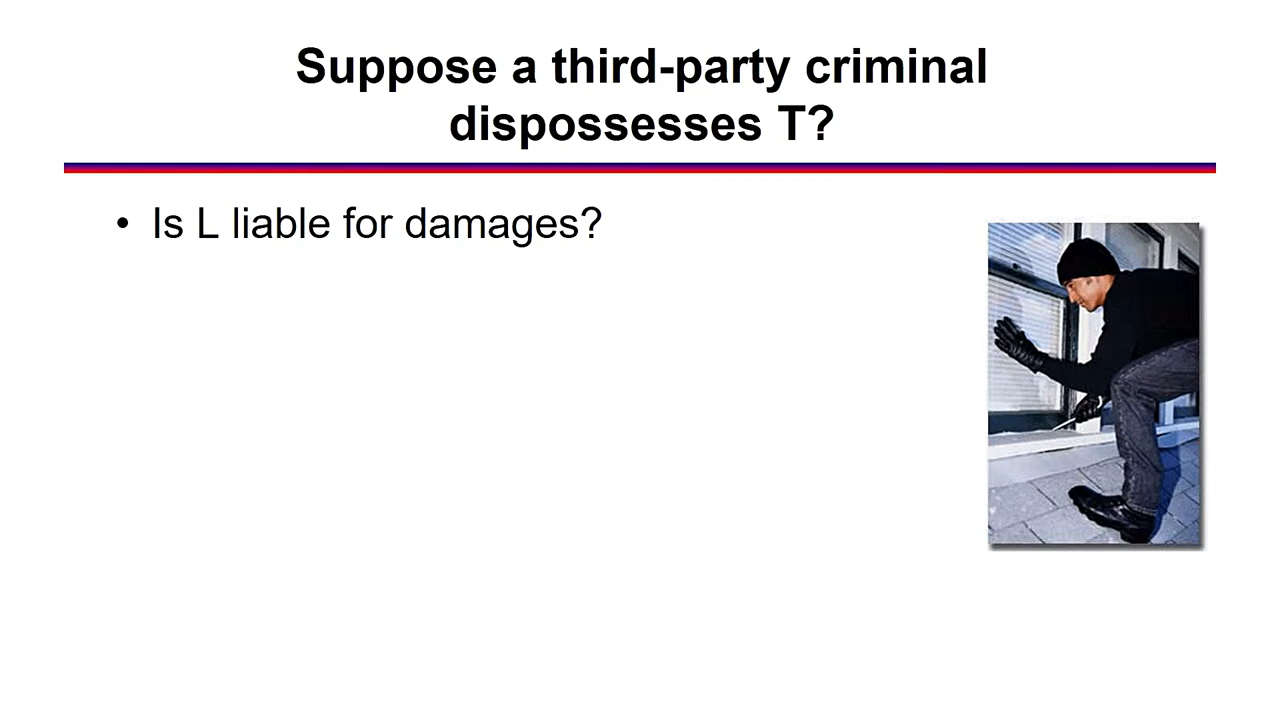 Suppose a third-party criminal
dispossesses T?
• Is L liable for damages?